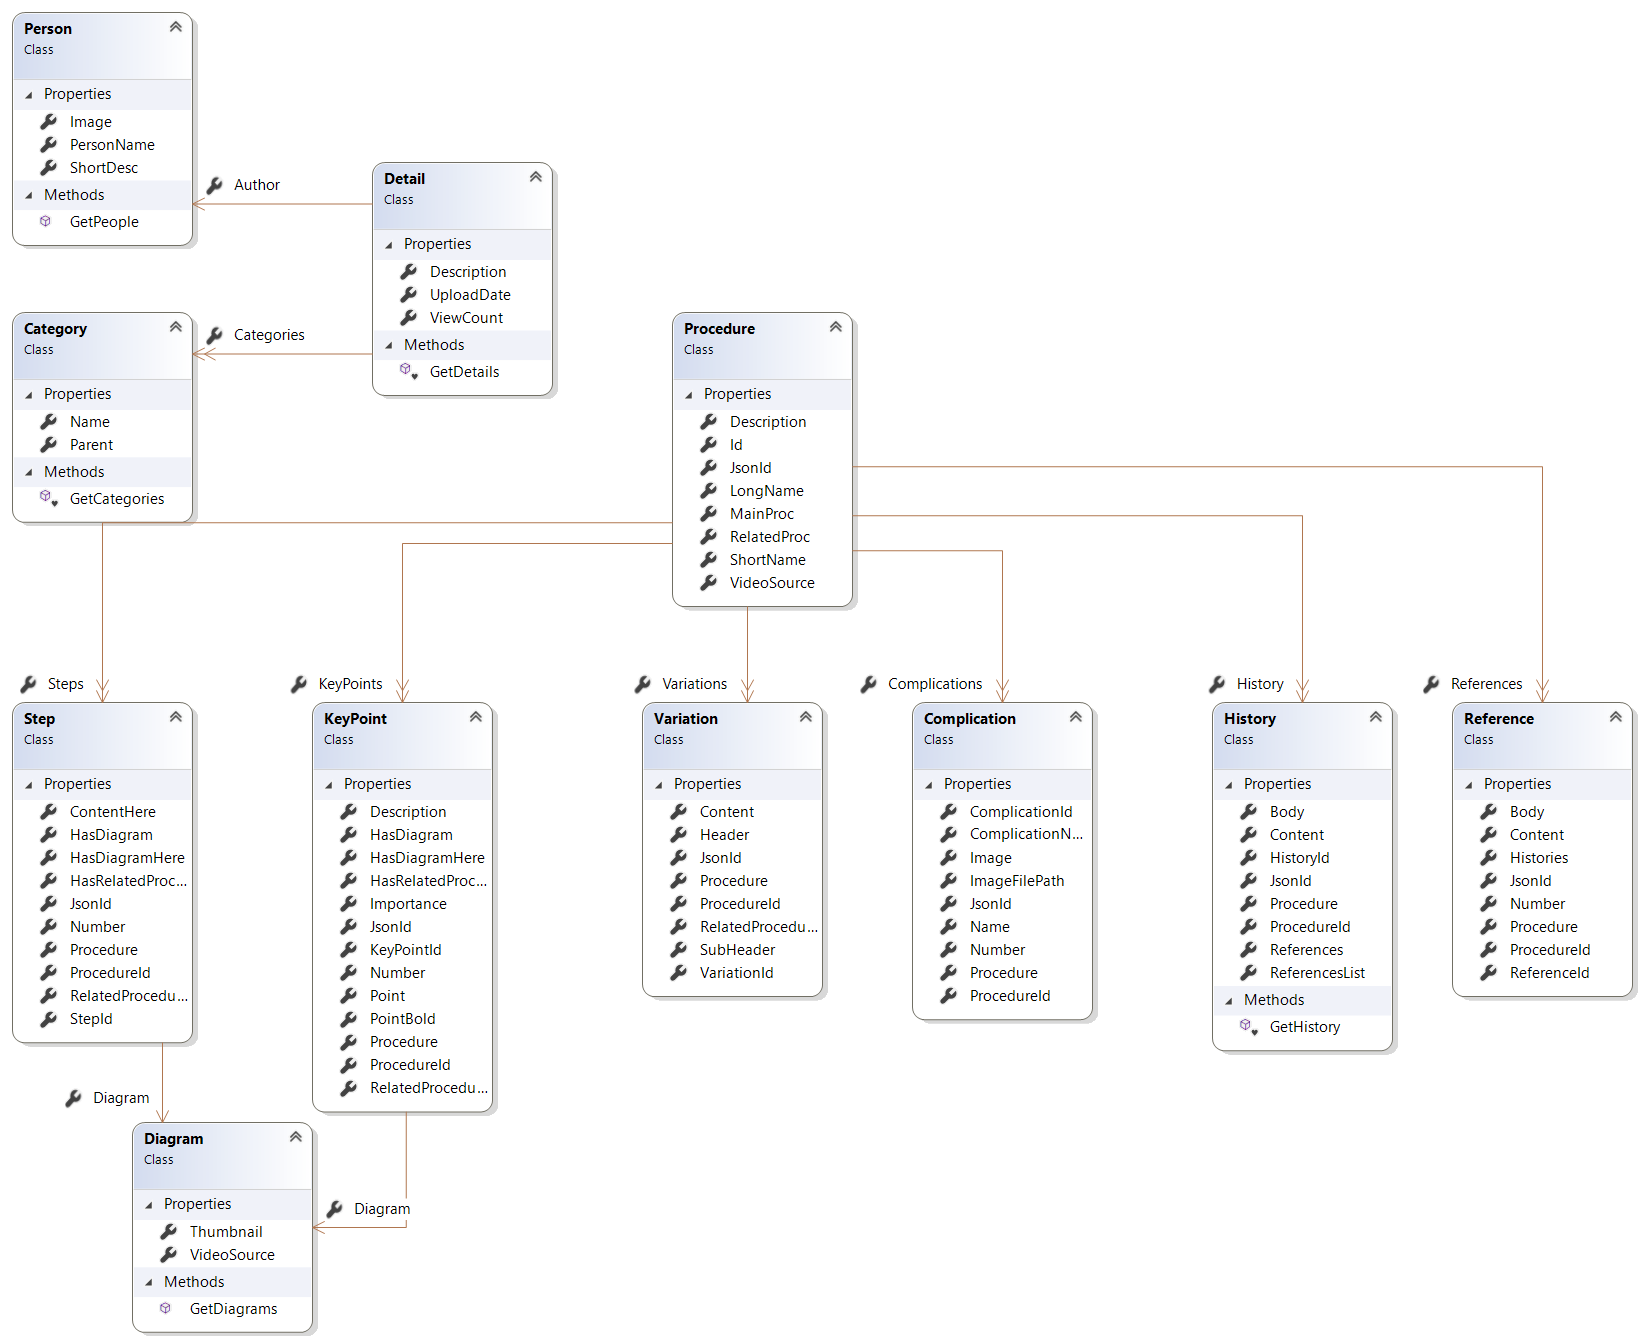 Person
Class
Properties
Image
PersonName
ShortDesc
Methods
GetPeople
Author
Detail
Class
Properties
Description
UploadDate
ViewCount
Methods
GetDetails
Category
Class
Properties
Name
Parent
Methods
GetCategories
Categories
Procedure
Class
Properties
Description
Id
JsonId
LongName
MainProc
RelatedProc
ShortName
VideoSource
Steps
KeyPoints
Variations
Complications
History
References
Step
Class
Properties
ContentHere
HasDiagram
HasDiagramHere
HasRelatedProc...
JsonId
Number
Procedure
ProcedureId
RelatedProcedu...
StepId
KeyPoint
Class
Properties
Description
HasDiagram
HasDiagramHere
HasRelatedProc...
Importance
JsonId
KeyPointId
Number
Point
PointBold
Procedure
ProcedureId
RelatedProcedu...
Variation
Class
Properties
Content
Header
JsonId
Procedure
ProcedureId
RelatedProcedu...
SubHeader
VariationId
Complication
Class
Properties
ComplicationId
ComplicationN...
Image
ImageFilePath
JsonId
Name
Number
Procedure
ProcedureId
History
Class
Properties
Body
Content
HistoryId
JsonId
Procedure
ProcedureId
References
ReferencesList
Methods
GetHistory
Reference
Class
Properties
Body
Content
Histories
JsonId
Number
Procedure
ProcedureId
ReferenceId
Diagram
Diagram
Class
Properties
Thumbnail
VideoSource
Methods
GetDiagrams
Diagram